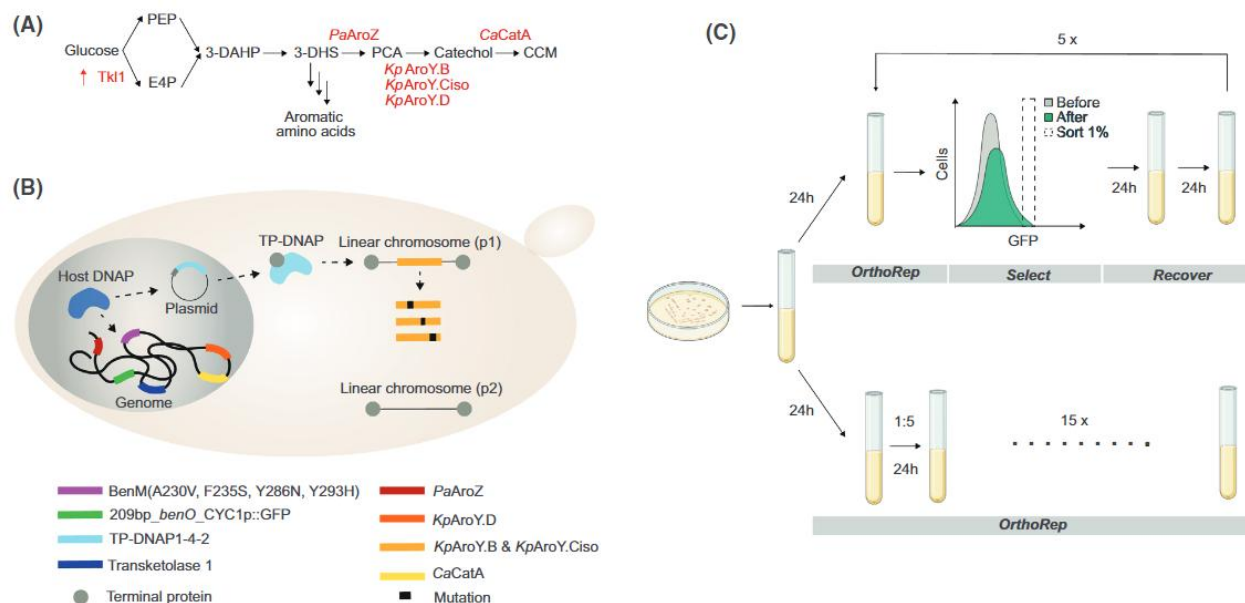 (A)
PEP
Glucose
↑ Tkl1
E4P
3-DAHP
3-DHS
PaAroZ
PCA
KpAroY.B
KpAroY.Ciso
KpAroY.D
Catechol
CaCatA
CCM
Aromatic
amino acids
(B)
Host DNAP
Plasmid
Genome
TP-DNAP
Linear chromosome (p1)
Linear chromosome (p2)
BenM(A230V, F235S, Y286N, Y293H)
209bp_benO_CYC1p::GFP
TP-DNAP1-4-2
Transketolase 1
Terminal protein
PaAroZ
KpAroY.D
KpAroY.B & KpAroY.Ciso
CaCatA
Mutation
(C)
5 x
24h
Cells
GFP
Before
After
Sort 1%
24h
24h
OrthoRep
Select
Recover
24h
1:5
24h
15 x
OrthoRep